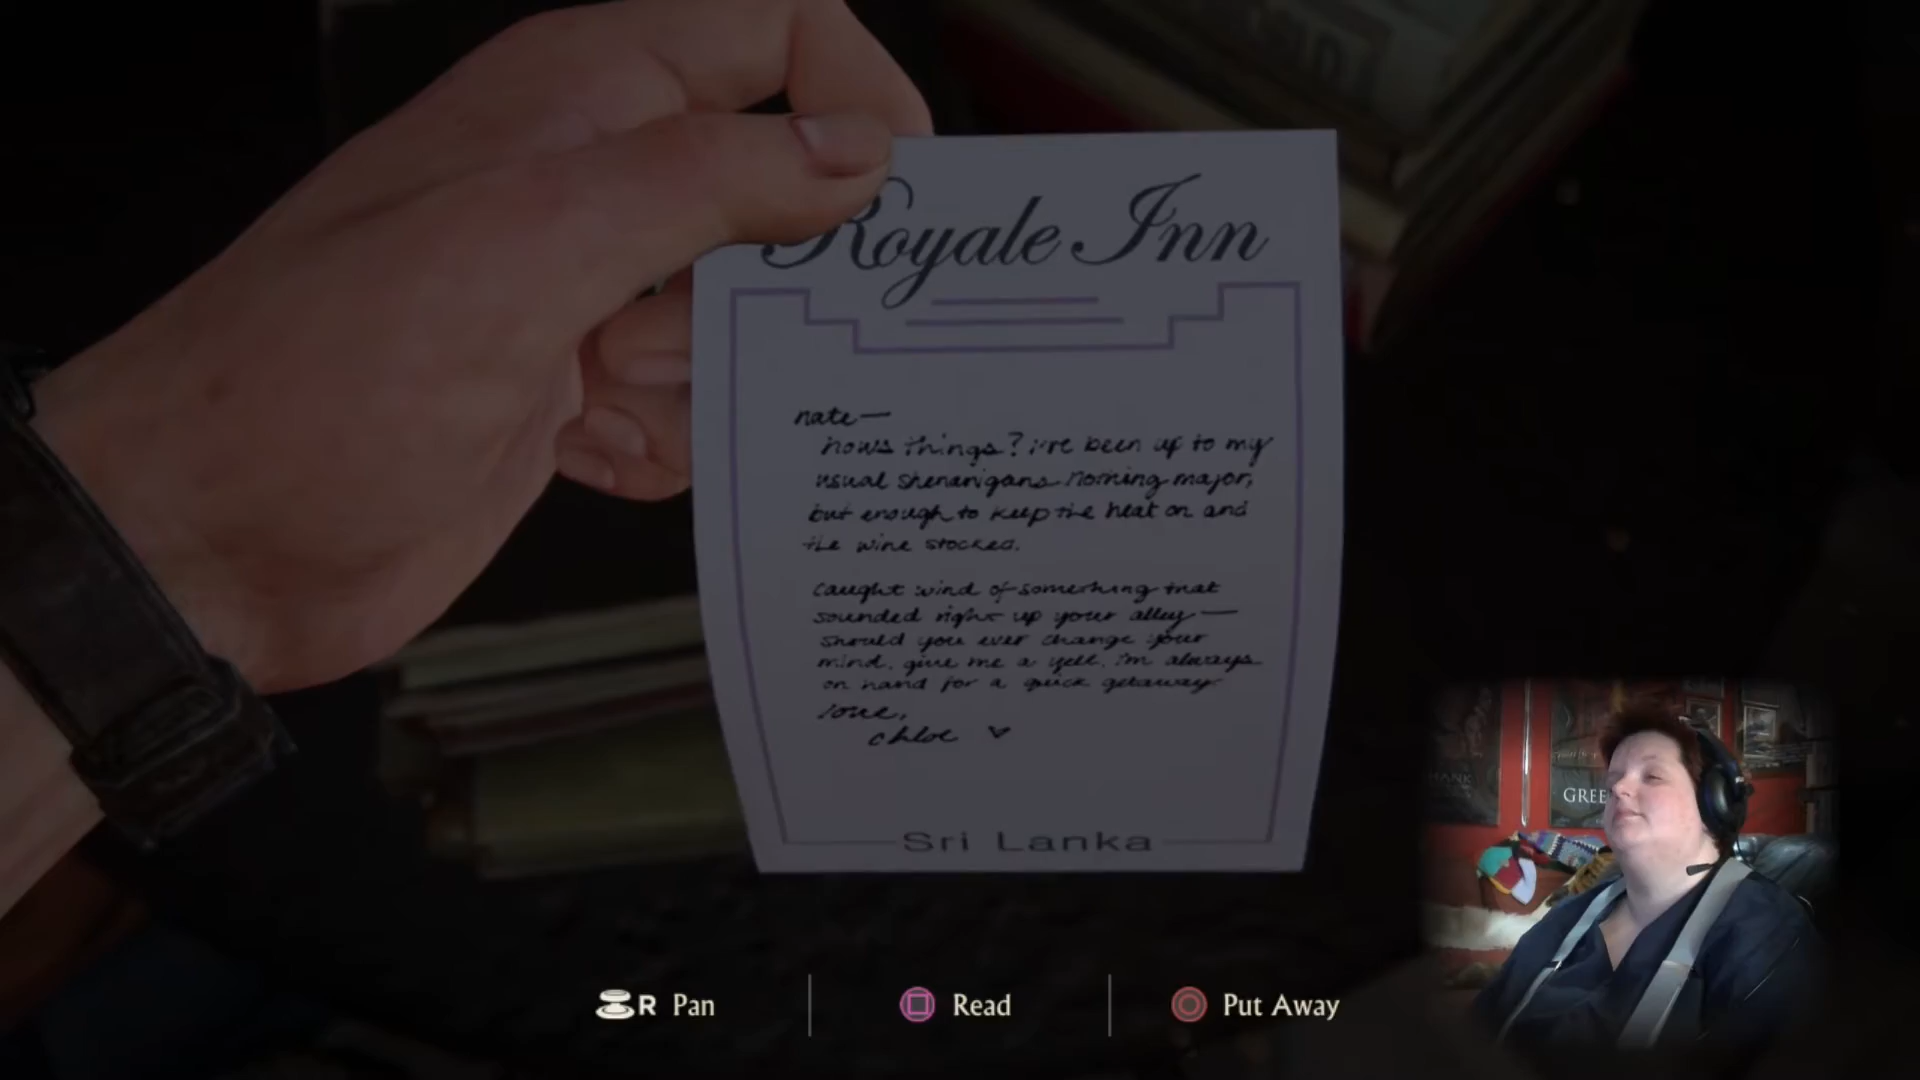 Royale Inn
nate—
hows things? i've been up to my
usual shenanigans. Nothing major,
but enough to keep the heat on and
the wine stocked.
caught wind of something that
sounded right up your alley—
should you ever change your
mind, give me a yell. i'm always
on hand for a quick getaway.
love,
chloe
Sri Lanka
R Pan
Read
Put Away